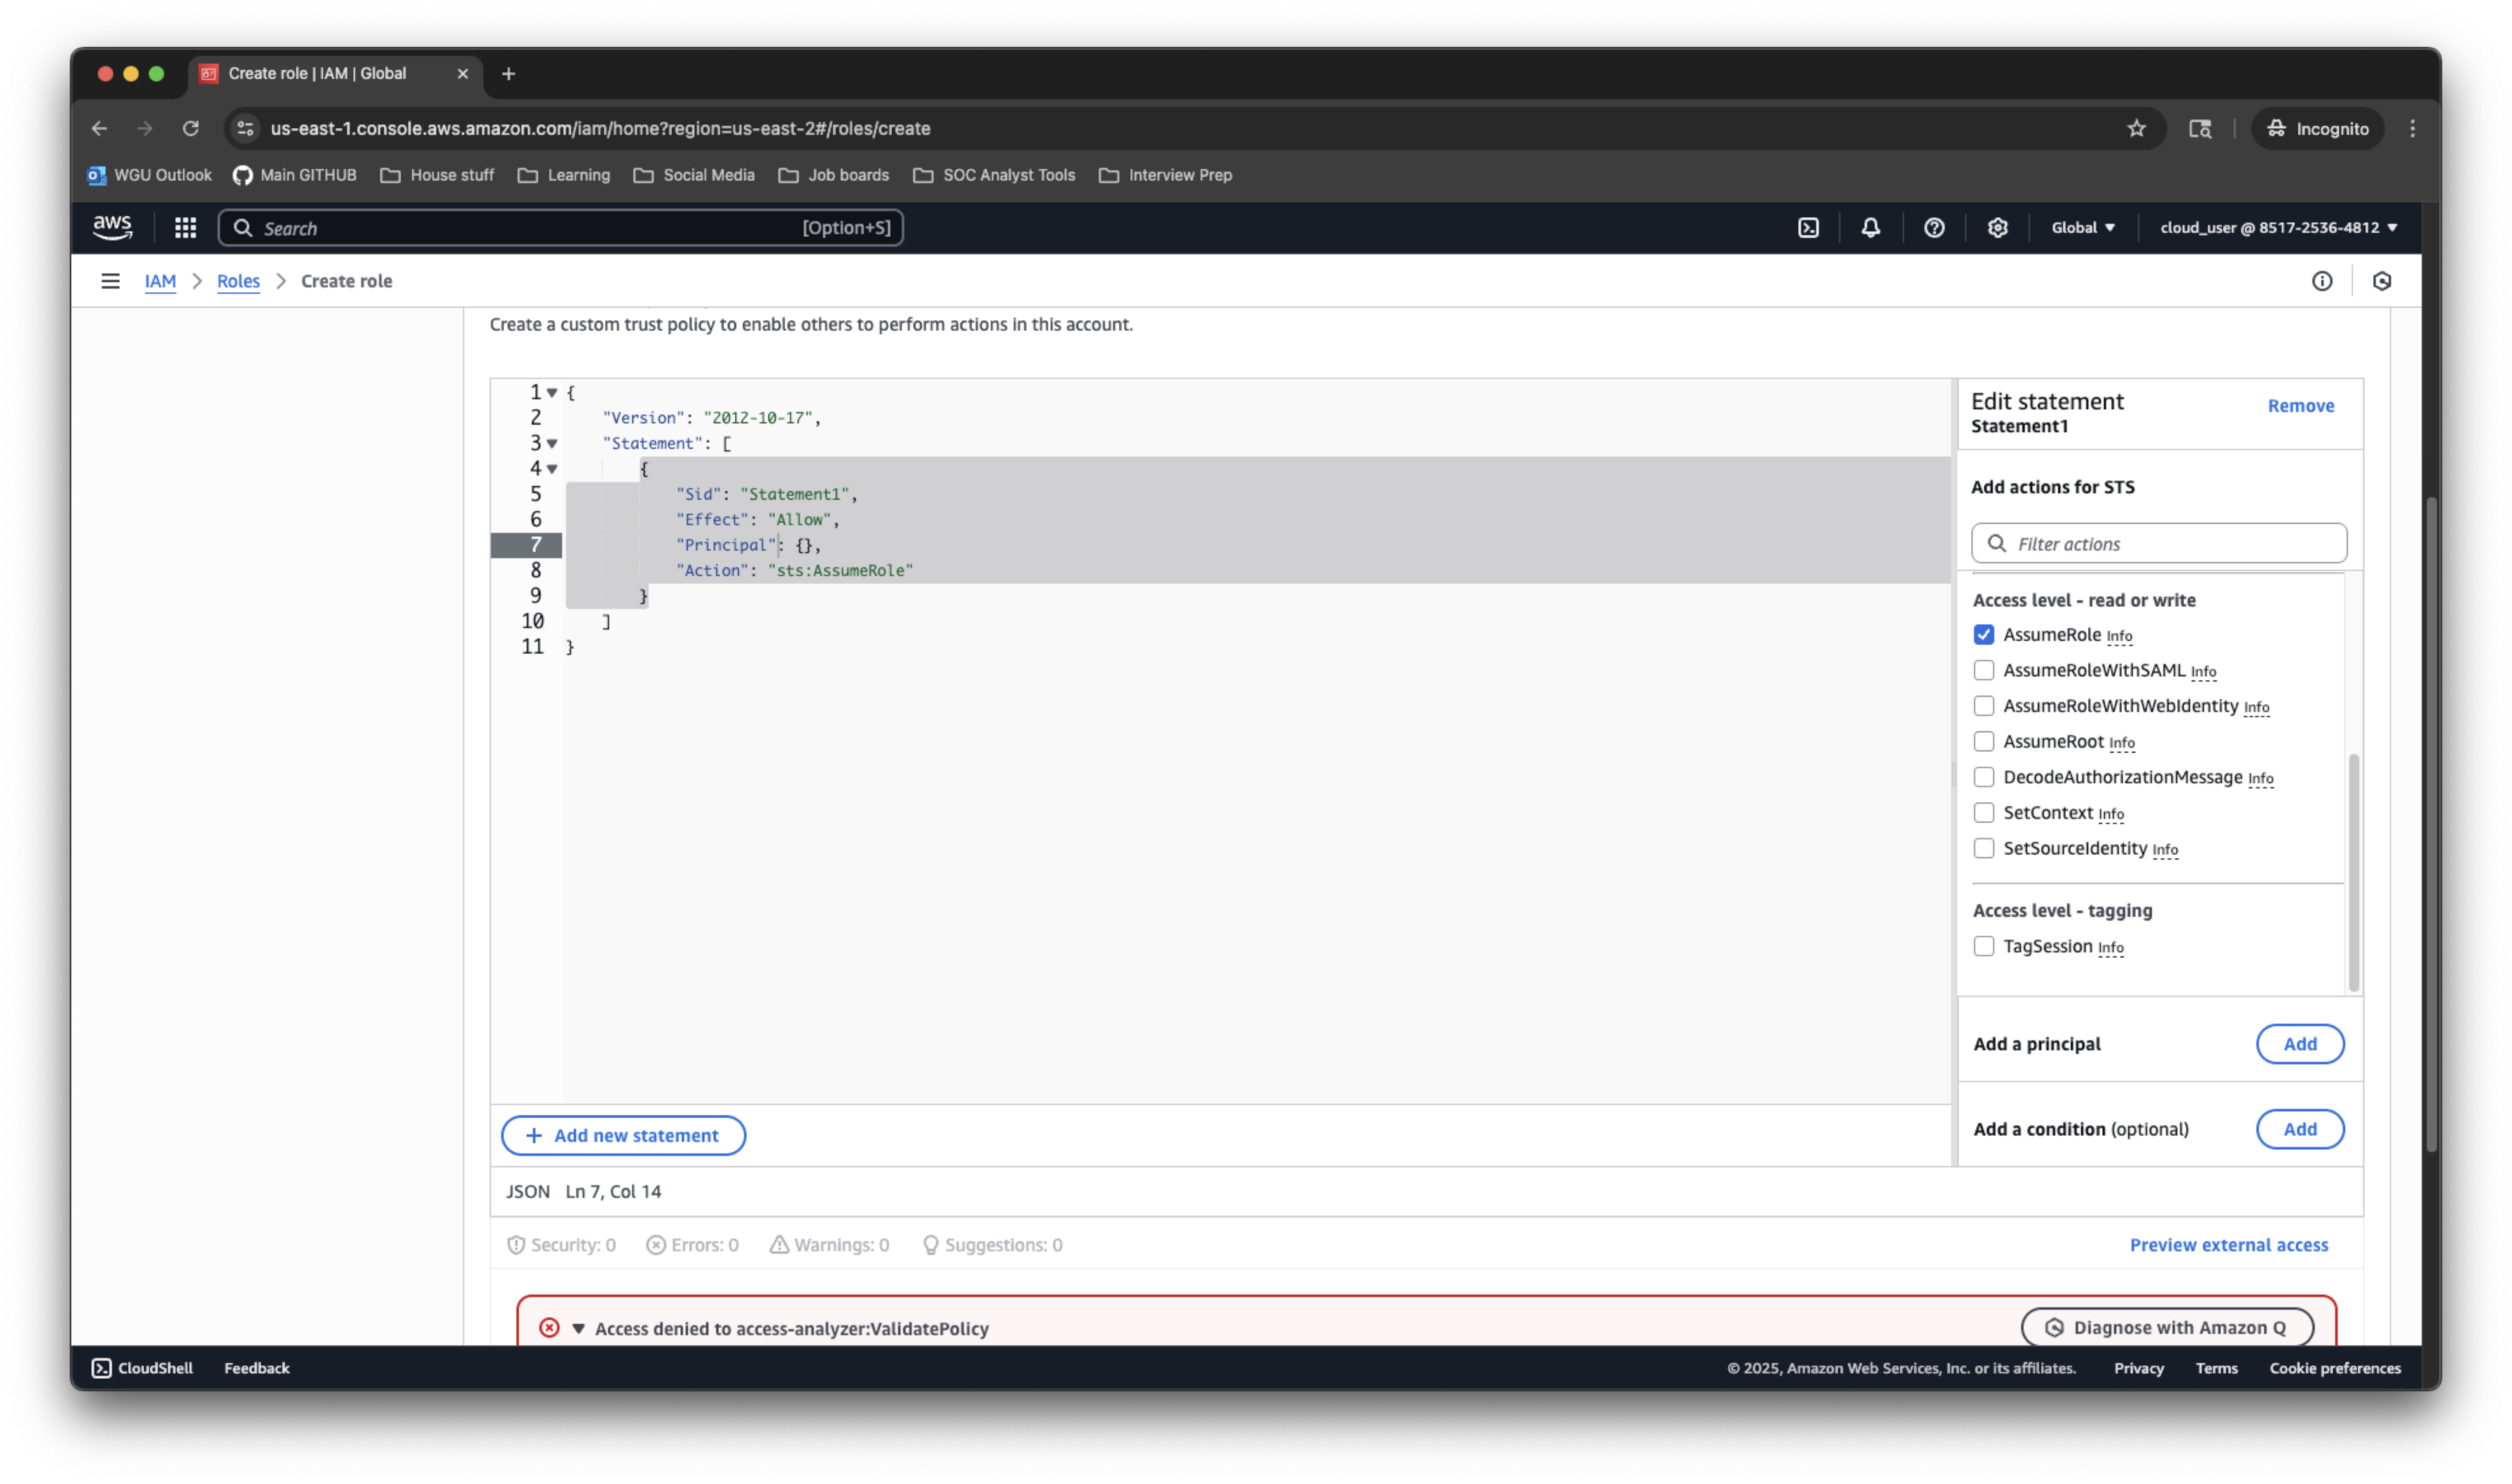 Create role | IAM | Global
us-east-1.console.aws.amazon.com/iam/home?region=us-east-2#/roles/create
Incognito
WGU Outlook
Main GITHUB
House stuff
Learning
Social Media
Job boards
SOC Analyst Tools
Interview Prep
aws
Search
[Option+S]
Global
cloud_user @ 8517-2536-4812
IAM
Roles
Create role
Create a custom trust policy to enable others to perform actions in this account.
1 {
2 "Version": "2012-10-17",
3 "Statement": [
4 {
5 "Sid": "Statement1",
6 "Effect": "Allow",
7 "Principal": {},
8 "Action": "sts:AssumeRole"
9 }
10 ]
11 }
Edit statement
Remove
Statement1
Add actions for STS
Filter actions
Access level - read or write
AssumeRole Info
AssumeRoleWithSAML Info
AssumeRoleWithWebIdentity Info
AssumeRoot Info
DecodeAuthorizationMessage Info
SetContext Info
SetSourceIdentity Info
Access level - tagging
TagSession Info
Add a principal
Add
Add a condition (optional)
Add
+ Add new statement
JSON Ln 7, Col 14
Security: 0
Errors: 0
Warnings: 0
Suggestions: 0
Preview external access
Access denied to access-analyzer:ValidatePolicy
Diagnose with Amazon Q
CloudShell
Feedback
© 2025, Amazon Web Services, Inc. or its affiliates.
Privacy
Terms
Cookie preferences